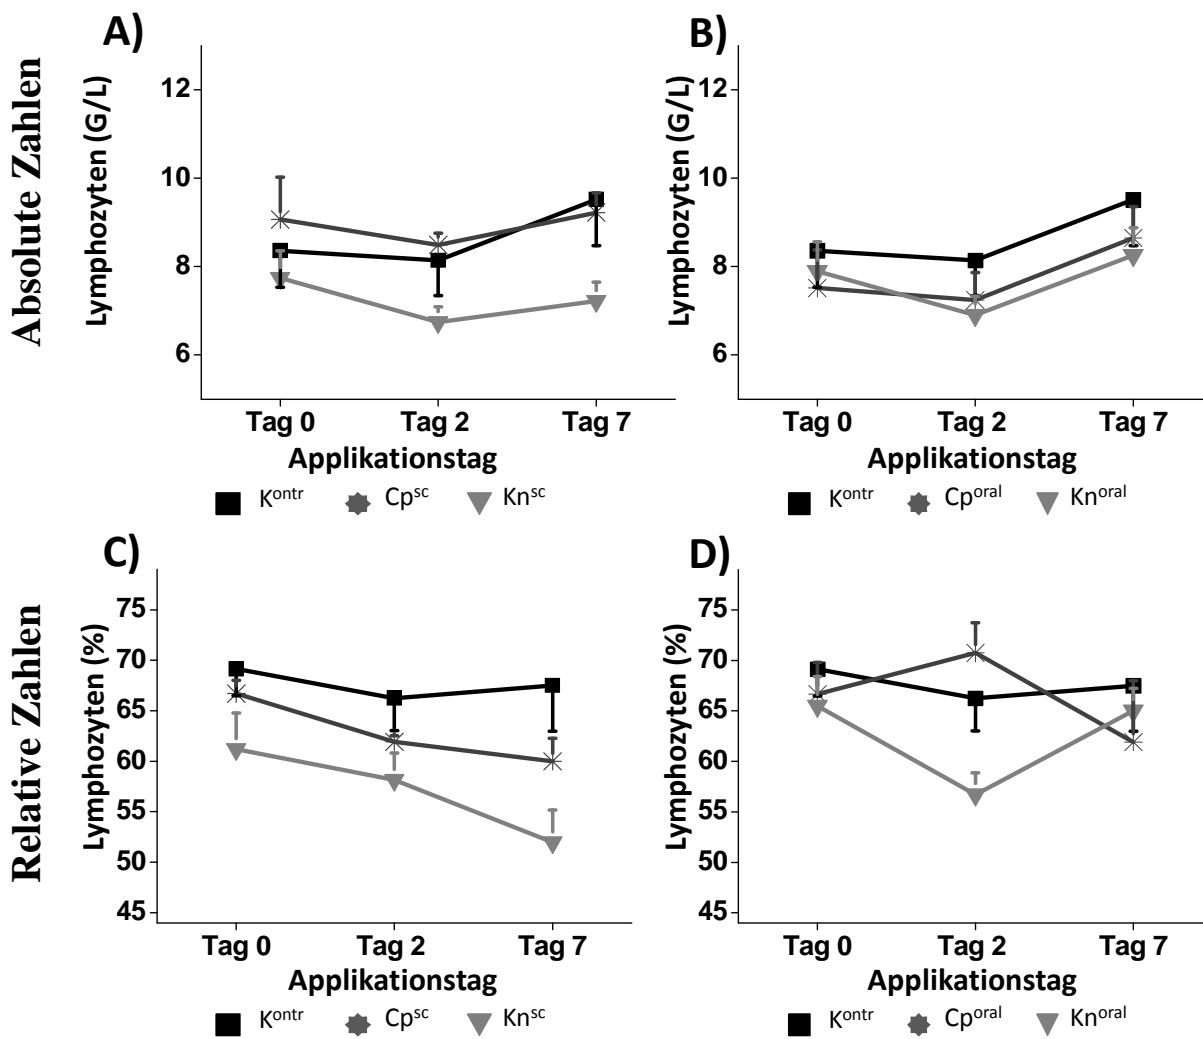 Absolute Zahlen
A)
Lymphozyten (G/L)
12
10
8
6
Tag 0 Tag 2 Tag 7
Applikationstag
Kontr Cpsc Knsc
B)
Lymphozyten (G/L)
12
10
8
6
Tag 0 Tag 2 Tag 7
Applikationstag
Kontr Cporal Knoral
Relative Zahlen
C)
Lymphozyten (%)
75
70
65
60
55
50
45
Tag 0 Tag 2 Tag 7
Applikationstag
Kontr Cpsc Knsc
D)
Lymphozyten (%)
75
70
65
60
55
50
45
Tag 0 Tag 2 Tag 7
Applikationstag
Kontr Cporal Knoral